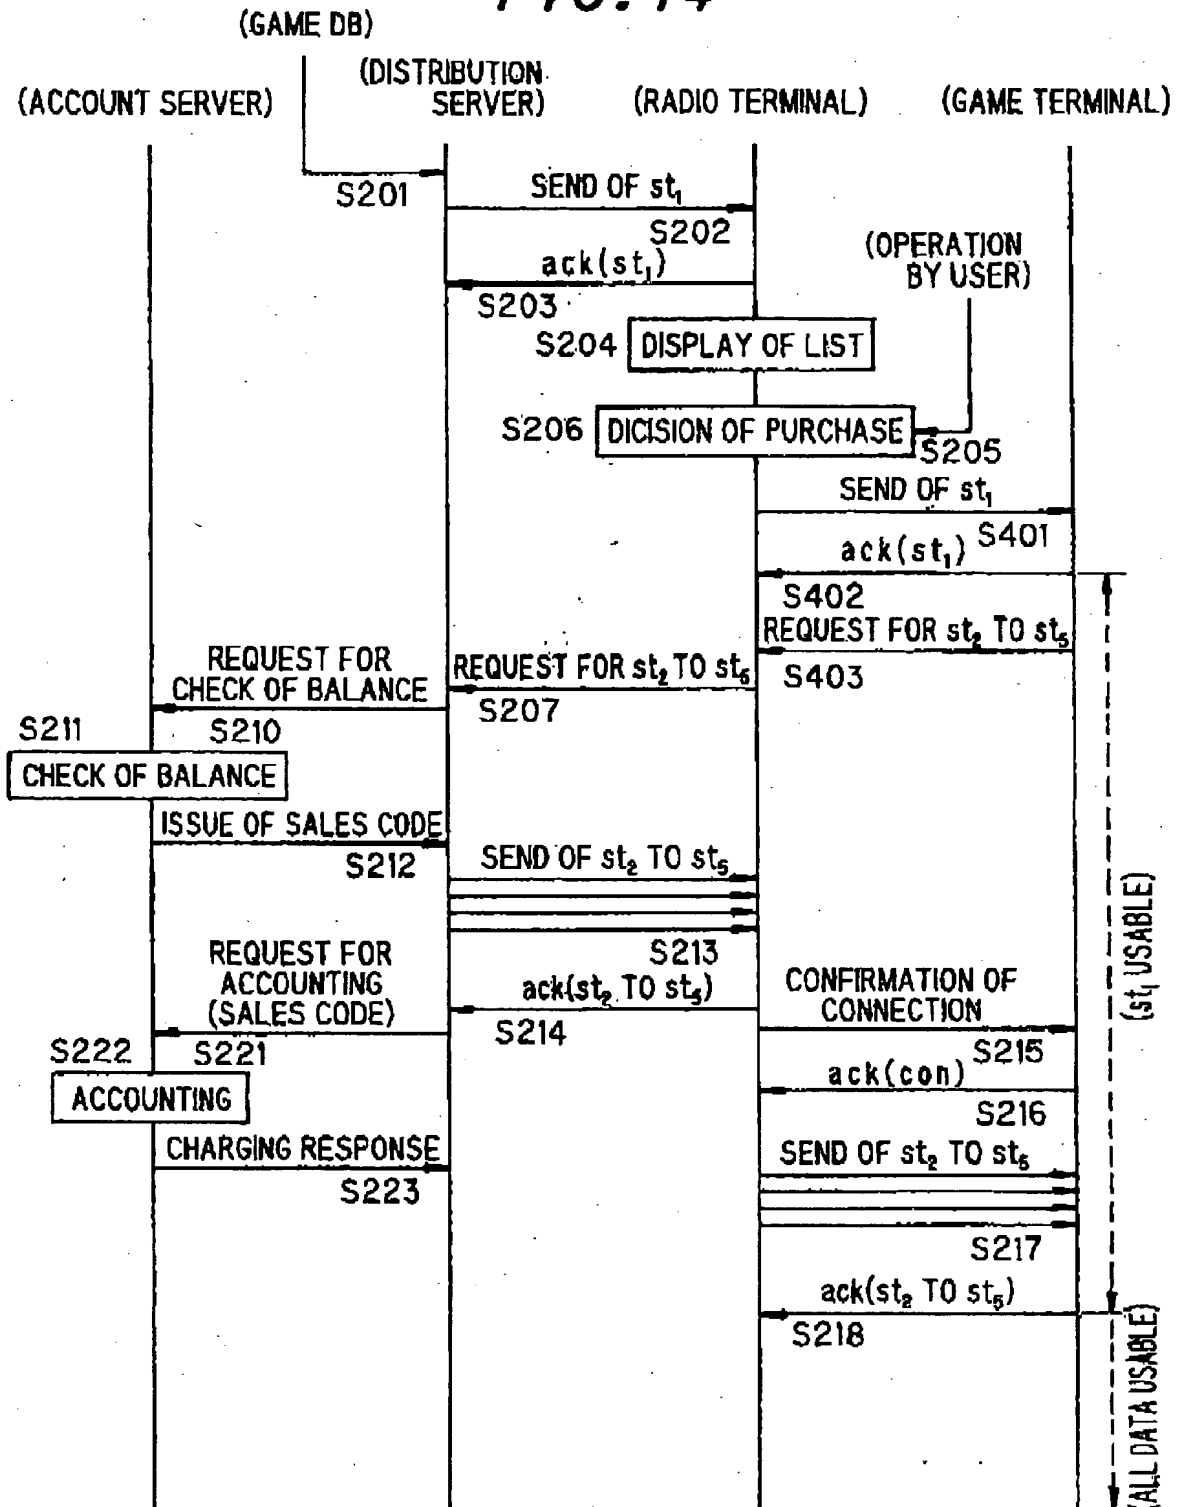 FIG. 14
(GAME DB)
(DISTRIBUTION
SERVER)
(ACCOUNT SERVER)
(RADIO TERMINAL)
(GAME TERMINAL)
S201
SEND OF st₁
S202
(OPERATION
BY USER)
ack(st₁)
S203
S204
DISPLAY OF LIST
S206
DICISION OF PURCHASE
S205
SEND OF st₁
S401
ack(st₁)
S402
REQUEST FOR st₂ TO st₅
S403
REQUEST FOR st₂ TO st₅
S207
REQUEST FOR
CHECK OF BALANCE
S210
S211
CHECK OF BALANCE
ISSUE OF SALES CODE
S212
SEND OF st₂ TO st₅
S213
(st₁ USABLE)
REQUEST FOR
ACCOUNTING
(SALES CODE)
S221
ack(st₂ TO st₅)
S214
CONFIRMATION OF
CONNECTION
S215
S222
ACCOUNTING
ack(con)
S216
CHARGING RESPONSE
S223
SEND OF st₂ TO st₅
S217
ack(st₂ TO st₅)
S218
(ALL DATA USABLE)